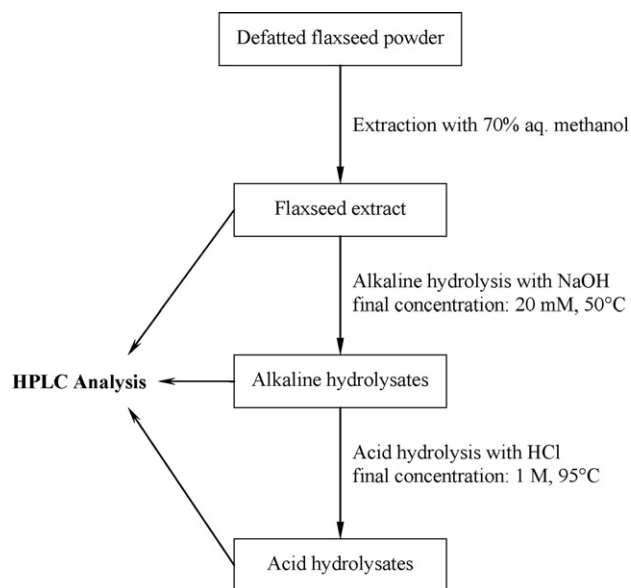 Defatted flaxseed powder
Extraction with 70% aq. methanol
Flaxseed extract
Alkaline hydrolysis with NaOH
final concentration: 20 mM, 50°C
HPLC Analysis
Alkaline hydrolysates
Acid hydrolysis with HCl
final concentration: 1 M, 95°C
Acid hydrolysates